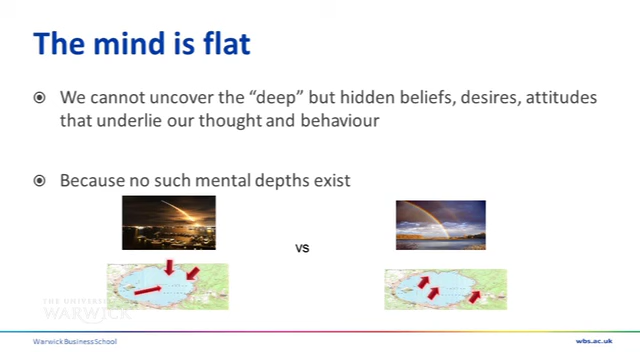 The mind is flat
We cannot uncover the “deep” but hidden beliefs, desires, attitudes
that underlie our thought and behaviour
Because no such mental depths exist
vs
THE UNIVERSITY OF
WARWICK
Warwick Business School
wbs.ac.uk